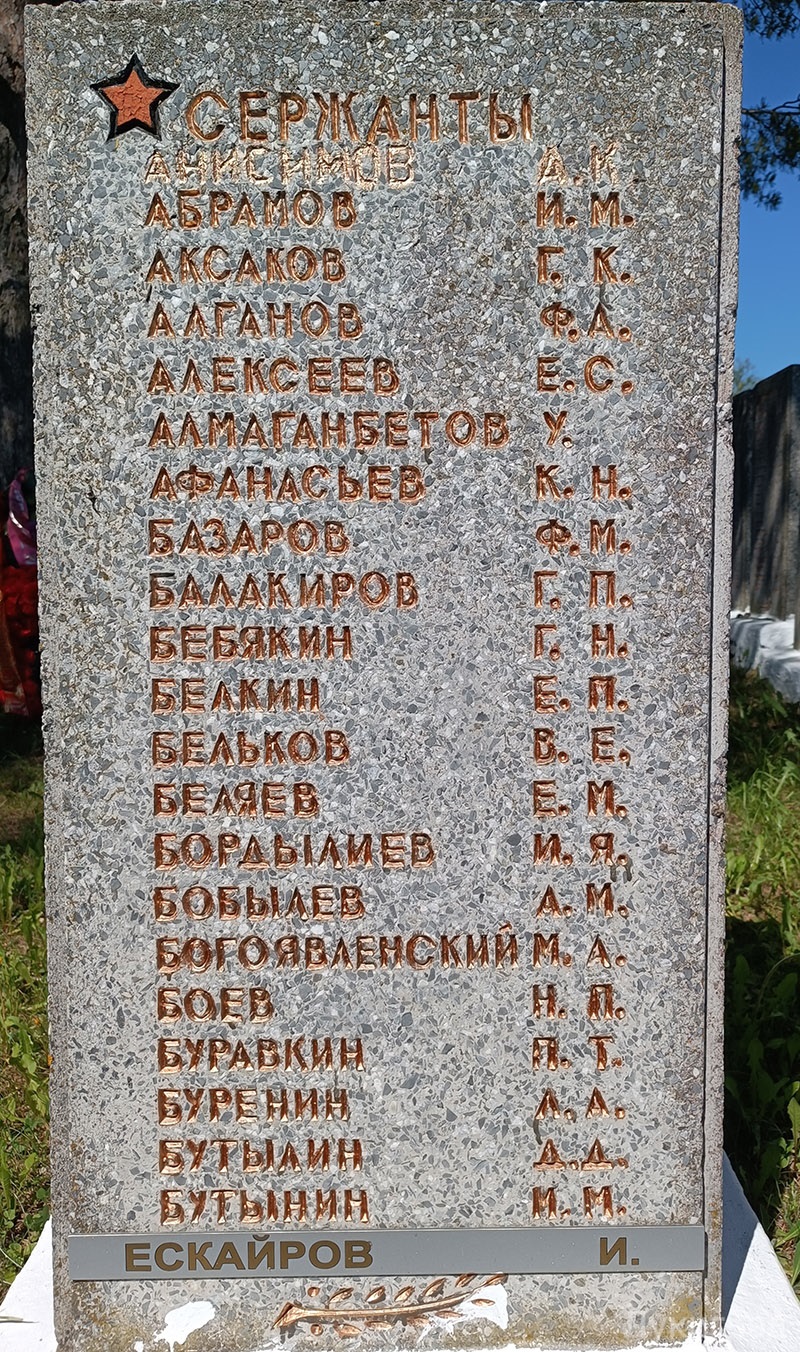 СЕРЖАНТЫ
АНИСИМОВ А.К
АБРАМОВ И.М.
АКСАКОВ Г.К.
АЛГАНОВ Ф.А.
АЛЕКСЕЕВ Е.С.
АЛМАГАНБЕТОВ У.
АФАНАСЬЕВ К.Н.
БАЗАРОВ Ф.М.
БАЛАКИРОВ Г.П.
БЕБЯКИН Г.Н.
БЕЛКИН Е.П.
БЕЛЬКОВ В.Е.
БЕЛЯЕВ Е.М.
БОРДЫЛИЕВ И.Я.
БОБЫЛЕВ А.М.
БОГОЯВЛЕНСКИЙ М.А.
БОЕВ Н.П.
БУРАВКИН П.Т.
БУРЕНИН Л.А.
БУТЫЛИН Д.Д.
БУТЫНИН И.М.
ЕСКАЙРОВ И.